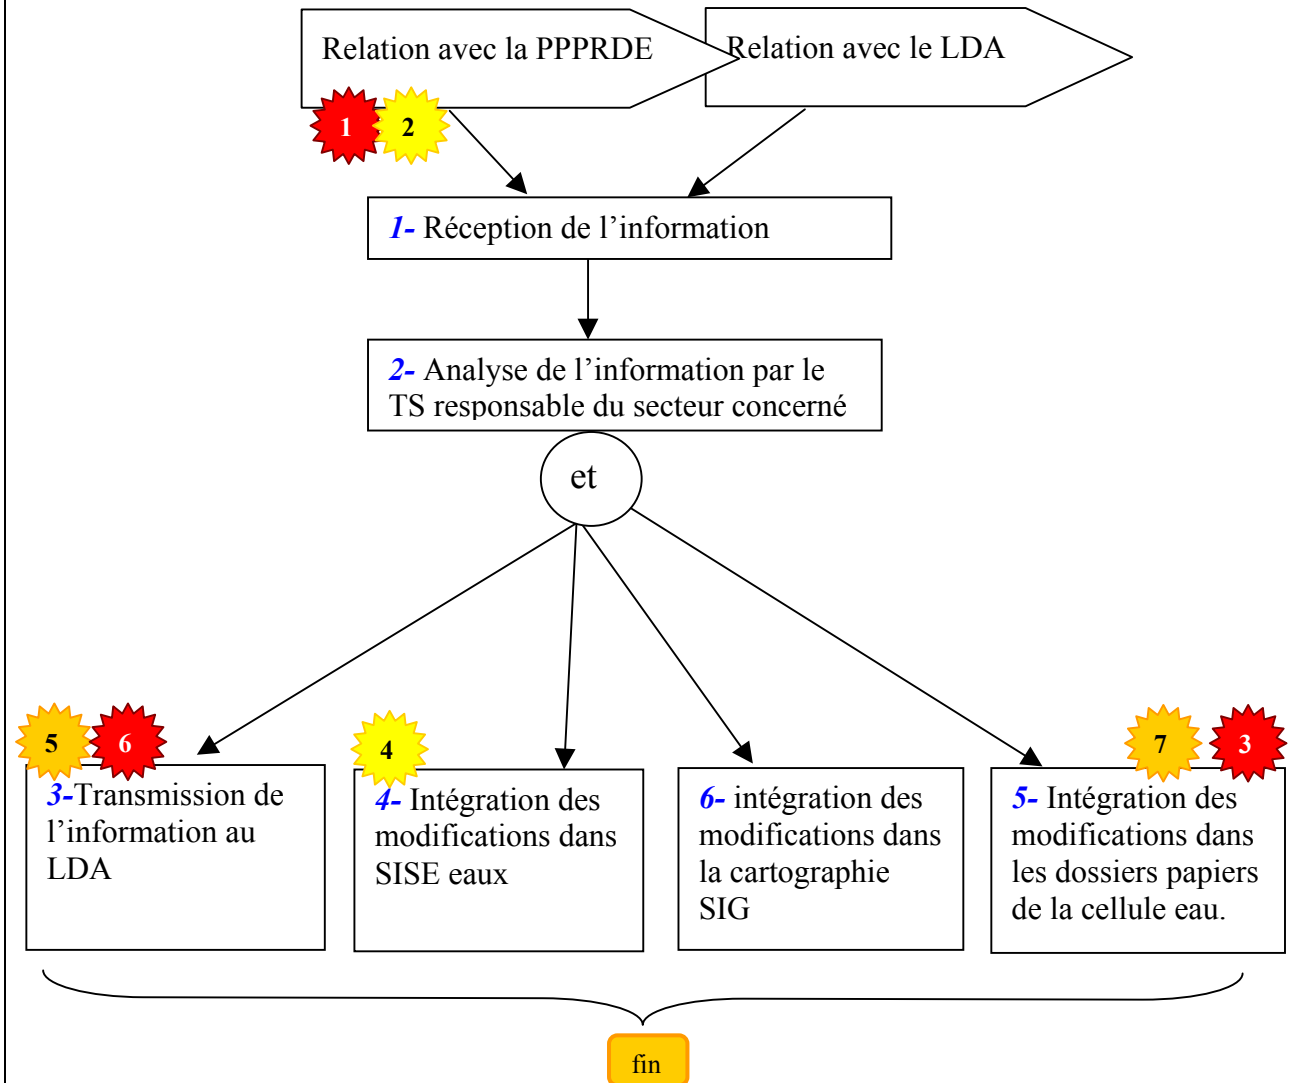 Relation avec la PPPRDE
Relation avec le LDA
1
2
1- Réception de l’information
2- Analyse de l’information par le
TS responsable du secteur concerné
et
5
6
3-Transmission de
l’information au
LDA
4
4- Intégration des
modifications dans
SISE eaux
6- intégration des
modifications dans
la cartographie
SIG
7
3
5- Intégration des
modifications dans
les dossiers papiers
de la cellule eau.
fin